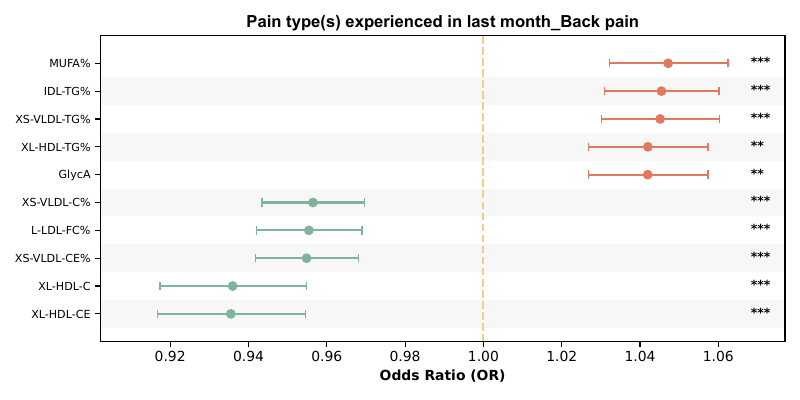 Pain type(s) experienced in last month_Back pain
MUFA% ***
IDL-TG% ***
XS-VLDL-TG% ***
XL-HDL-TG% **
GlycA **
XS-VLDL-C% ***
L-LDL-FC% ***
XS-VLDL-CE% ***
XL-HDL-C ***
XL-HDL-CE ***
0.92 0.94 0.96 0.98 1.00 1.02 1.04 1.06
Odds Ratio (OR)